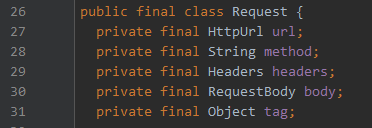 26 public final class Request {
27 private final HttpUrl url;
28 private final String method;
29 private final Headers headers;
30 private final RequestBody body;
31 private final Object tag;